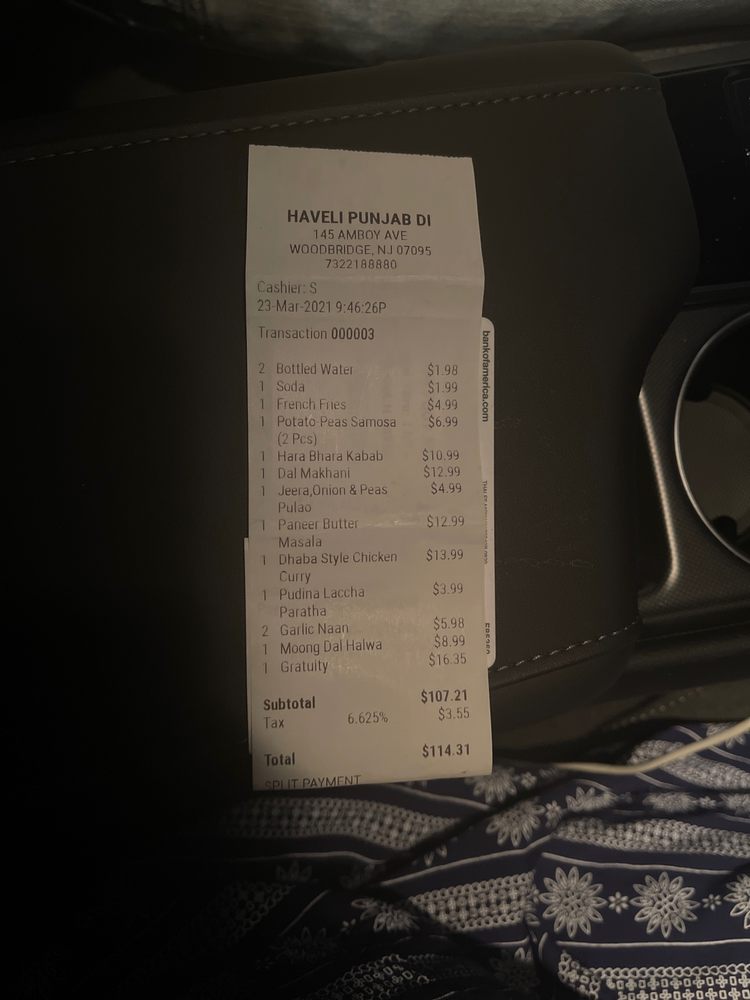 HAVELI PUNJAB DI
145 AMBOY AVE
WOODBRIDGE, NJ 07095
7322188880
Cashier: S
23-Mar-2021 9:46:26P
Transaction 000003
2 Bottled Water $1.98
1 Soda $1.99
1 French Fries $4.99
1 Potato Peas Samosa $6.99
(2 Pcs)
1 Hara Bhara Kabab $10.99
1 Dal Makhani $12.99
1 Jeera,Onion & Peas $4.99
Pulao
1 Paneer Butter $12.99
Masala
1 Dhaba Style Chicken $13.99
Curry
1 Pudina Laccha $3.99
Paratha
2 Garlic Naan $5.98
1 Moong Dal Halwa $8.99
1 Gratuity $16.35
Subtotal $107.21
Tax 6.625% $3.55
Total $114.31
SPLIT PAYMENT
bankofamerica.com